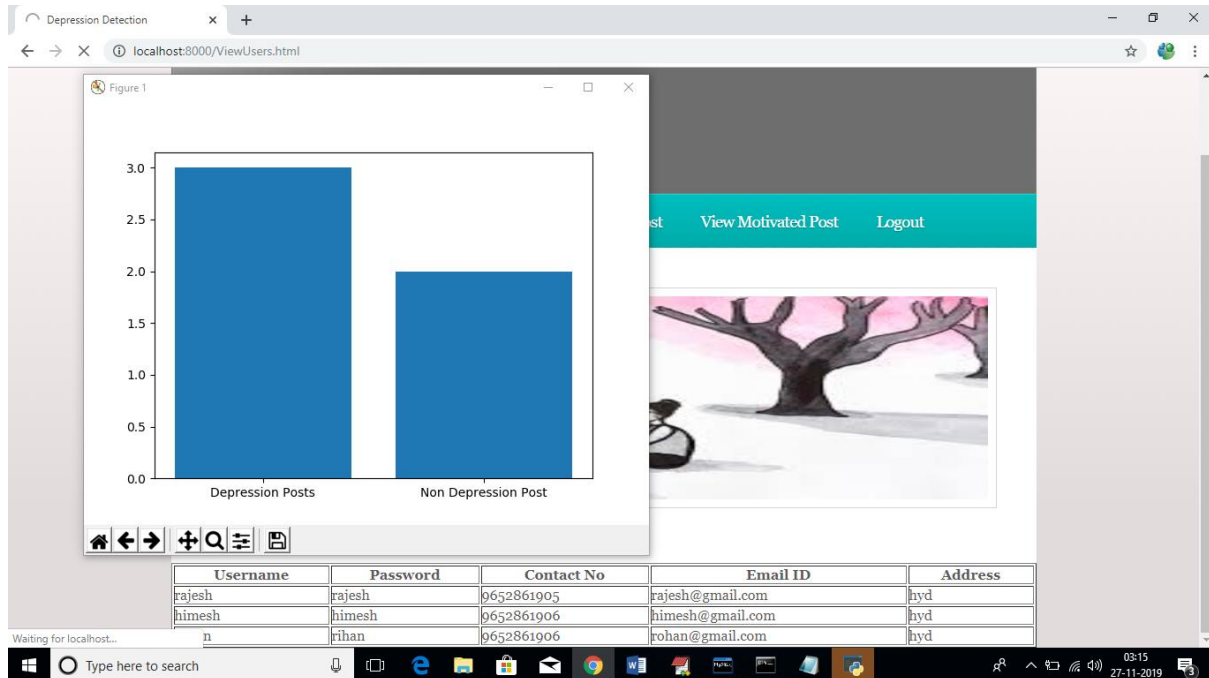 Depression Detection
localhost:8000/ViewUsers.html
Figure 1
3.0
2.5
2.0
1.5
1.0
0.5
0.0
Depression Posts Non Depression Post
st View Motivated Post Logout
Username Password Contact No Email ID Address
rajesh rajesh 9652861905 rajesh@gmail.com hyd
himesh himesh 9652861906 himesh@gmail.com hyd
n rihan 9652861906 rohan@gmail.com hyd
Waiting for localhost...
Type here to search
03:15
27-11-2019
3